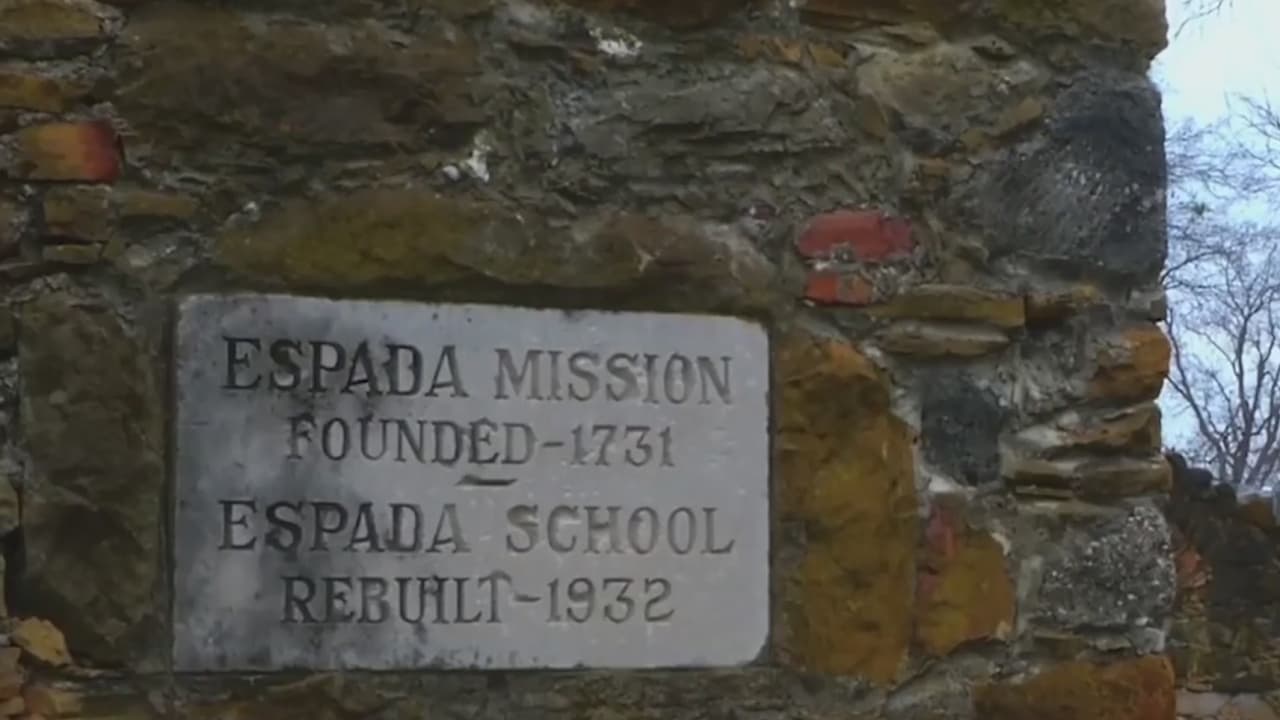 ESPADA MISSION
FOUNDED-1731
ESPADA SCHOOL
REBUILT-1932